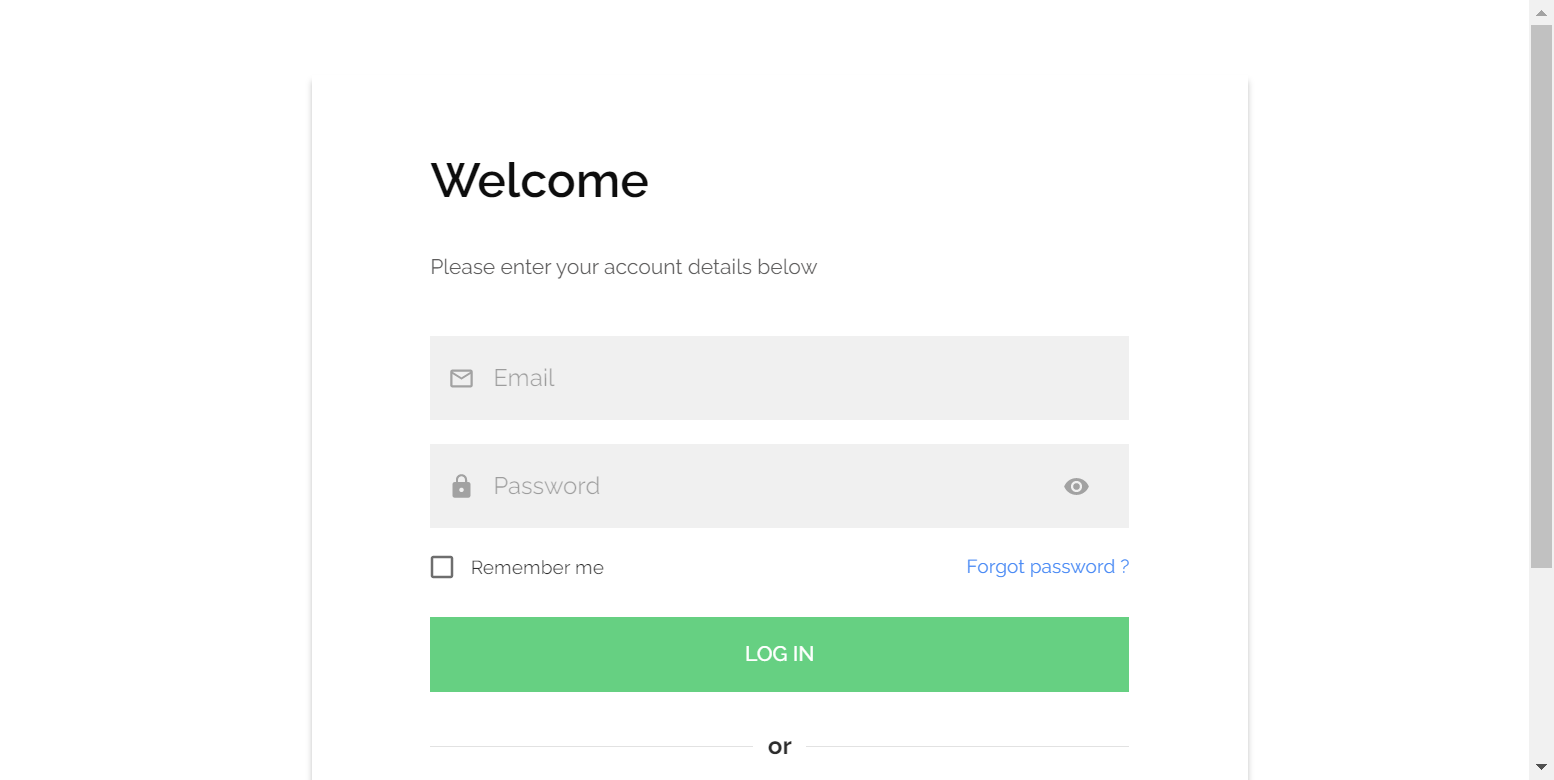 Welcome
Please enter your account details below
Email
Password
Remember me
Forgot password ?
LOG IN
or